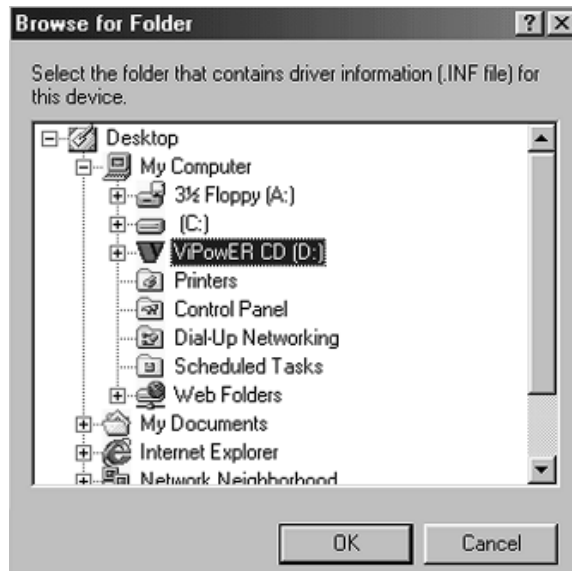 Browse for Folder
Select the folder that contains driver information (.INF file) for
this device.
Desktop
My Computer
3½ Floppy (A:)
(C:)
ViPowER CD (D:)
Printers
Control Panel
Dial-Up Networking
Scheduled Tasks
Web Folders
My Documents
Internet Explorer
Network Neighborhood
OK Cancel